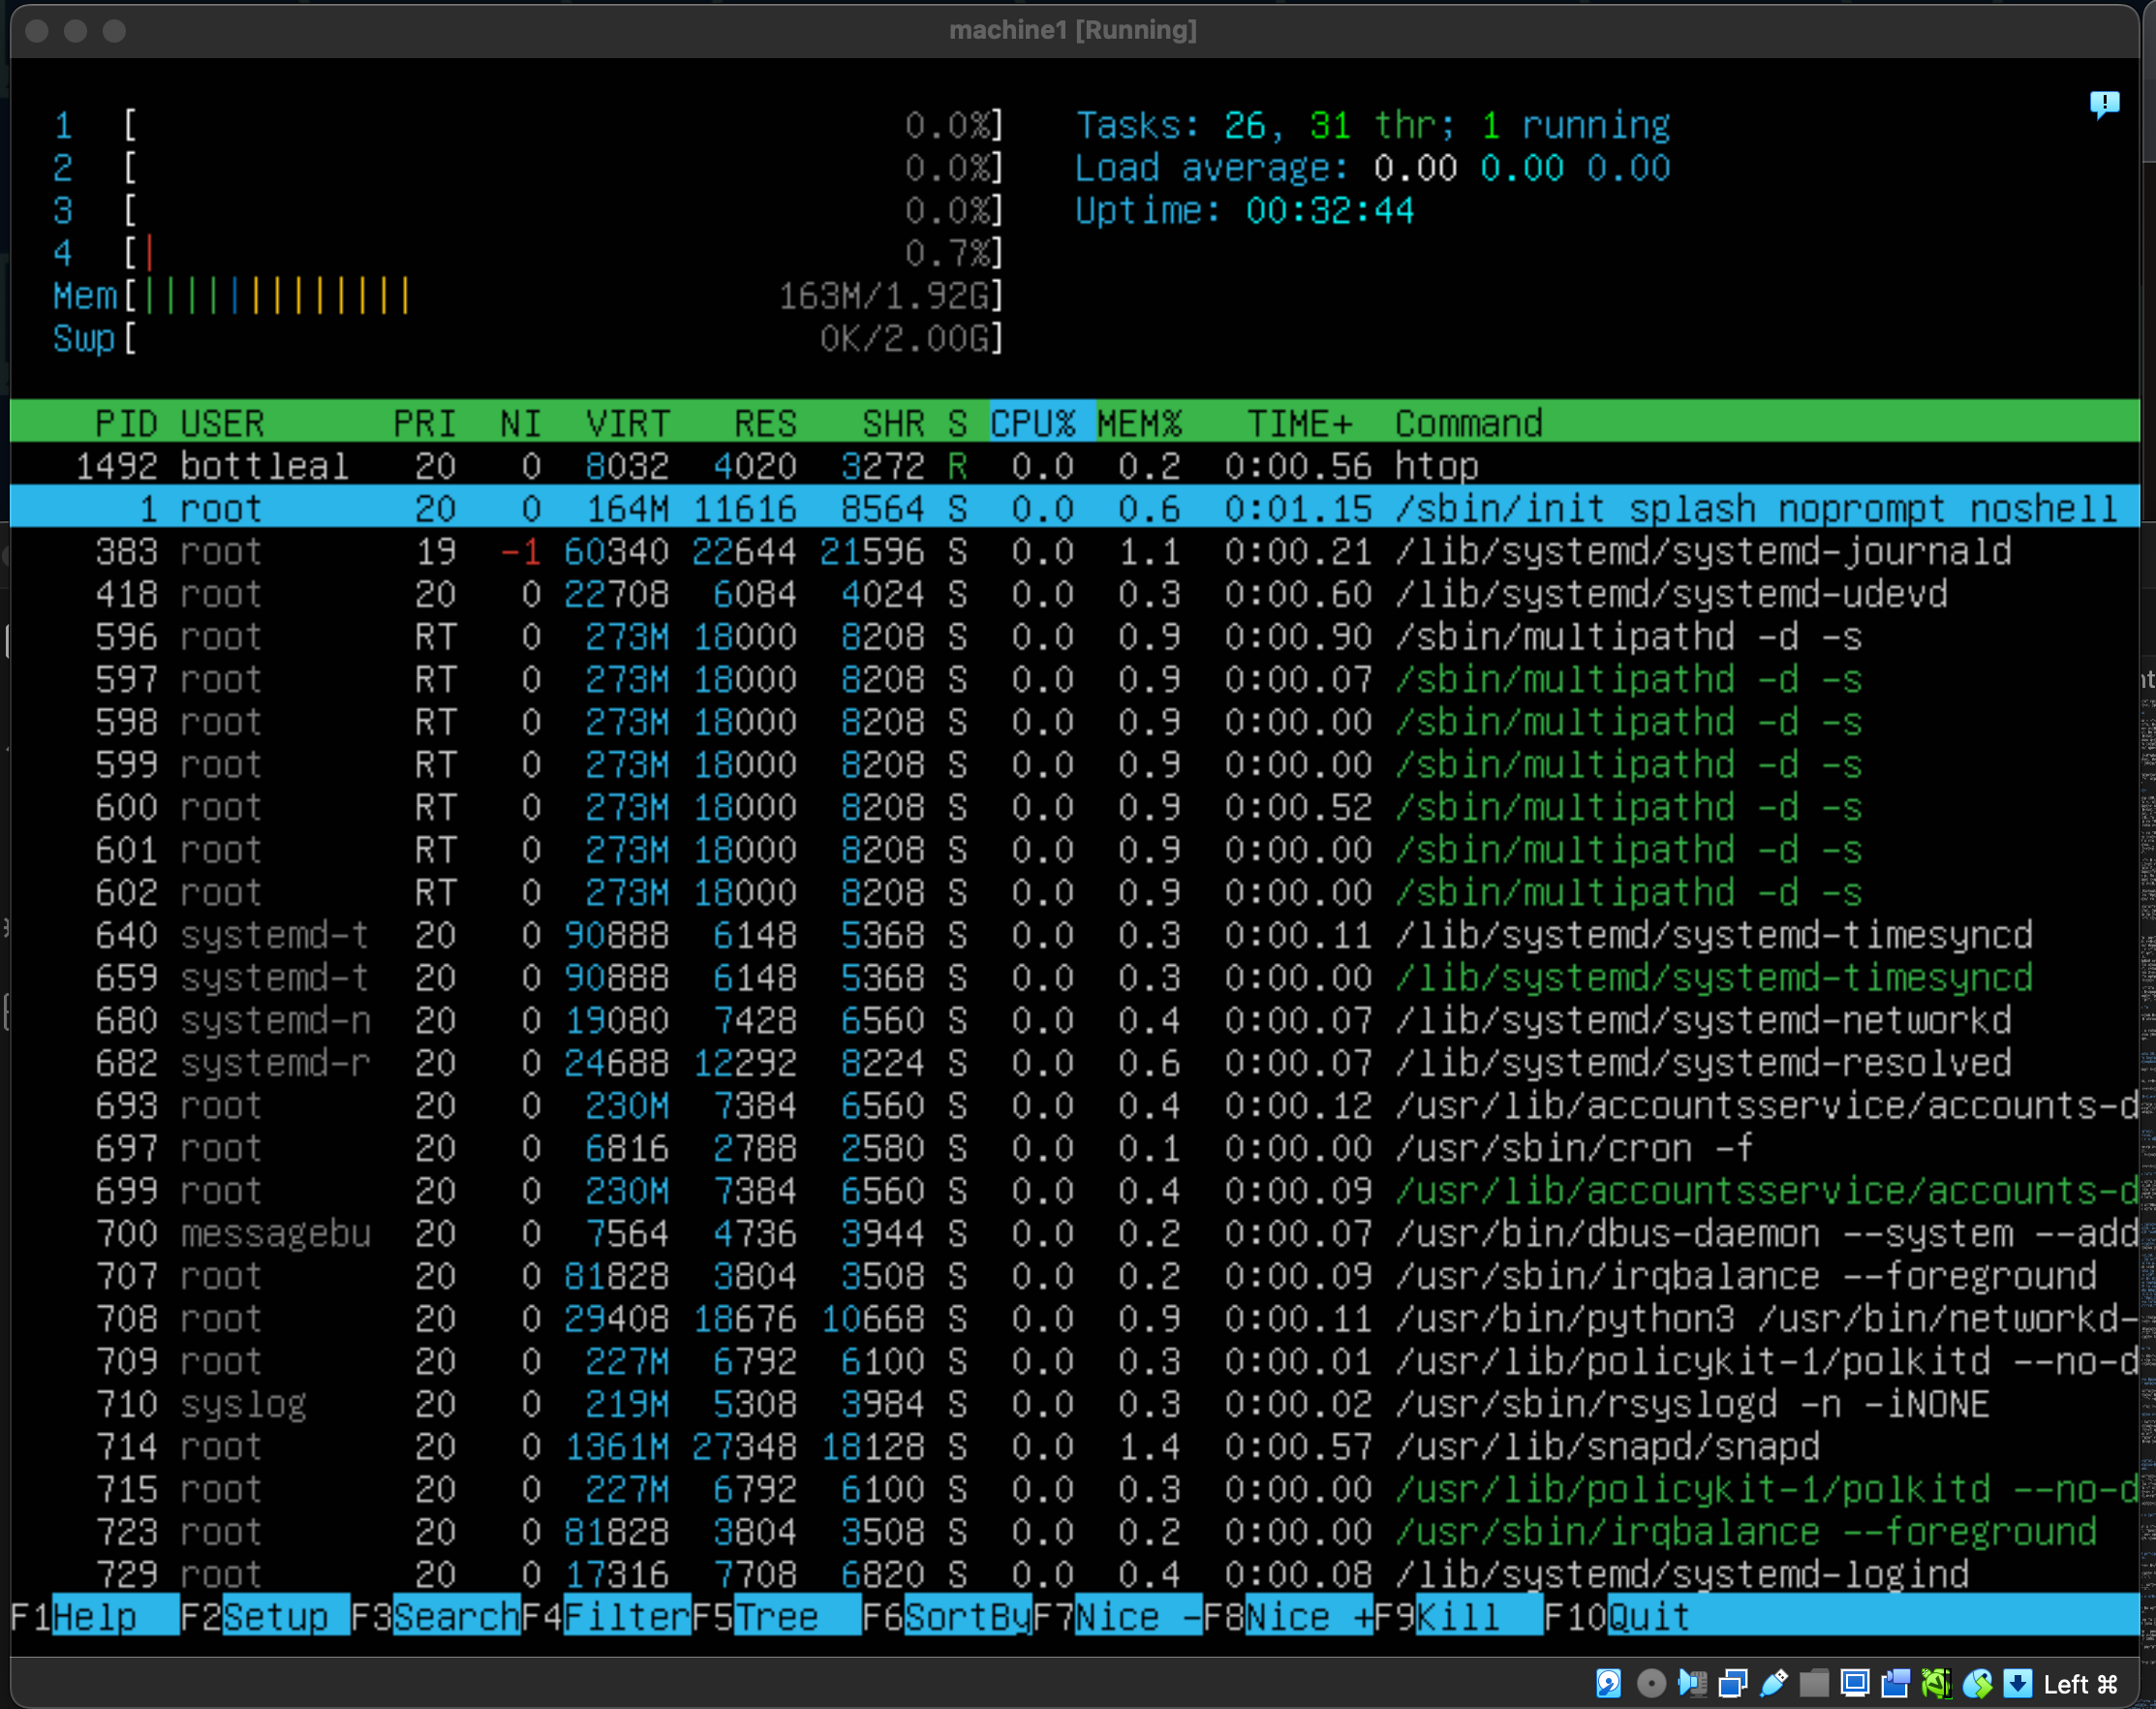 machine1 [Running]
1 [ 0.0%] Tasks: 26, 31 thr; 1 running
2 [ 0.0%] Load average: 0.00 0.00 0.00
3 [ 0.0%] Uptime: 00:32:44
4 [| 0.7%]
Mem[||||||||||||| 163M/1.92G]
Swp[ 0K/2.00G]
PID USER PRI NI VIRT RES SHR S CPU% MEM% TIME+ Command
1492 bottleal 20 0 8032 4020 3272 R 0.0 0.2 0:00.56 htop
1 root 20 0 164M 11616 8564 S 0.0 0.6 0:01.15 /sbin/init splash noprompt noshell
383 root 19 -1 60340 22644 21596 S 0.0 1.1 0:00.21 /lib/systemd/systemd-journald
418 root 20 0 22708 6084 4024 S 0.0 0.3 0:00.60 /lib/systemd/systemd-udevd
596 root RT 0 273M 18000 8208 S 0.0 0.9 0:00.90 /sbin/multipathd -d -s
597 root RT 0 273M 18000 8208 S 0.0 0.9 0:00.07 /sbin/multipathd -d -s
598 root RT 0 273M 18000 8208 S 0.0 0.9 0:00.00 /sbin/multipathd -d -s
599 root RT 0 273M 18000 8208 S 0.0 0.9 0:00.00 /sbin/multipathd -d -s
600 root RT 0 273M 18000 8208 S 0.0 0.9 0:00.52 /sbin/multipathd -d -s
601 root RT 0 273M 18000 8208 S 0.0 0.9 0:00.00 /sbin/multipathd -d -s
602 root RT 0 273M 18000 8208 S 0.0 0.9 0:00.00 /sbin/multipathd -d -s
640 systemd-t 20 0 90888 6148 5368 S 0.0 0.3 0:00.11 /lib/systemd/systemd-timesyncd
659 systemd-t 20 0 90888 6148 5368 S 0.0 0.3 0:00.00 /lib/systemd/systemd-timesyncd
680 systemd-n 20 0 19080 7428 6560 S 0.0 0.4 0:00.07 /lib/systemd/systemd-networkd
682 systemd-r 20 0 24688 12292 8224 S 0.0 0.6 0:00.07 /lib/systemd/systemd-resolved
693 root 20 0 230M 7384 6560 S 0.0 0.4 0:00.12 /usr/lib/accountsservice/accounts-d
697 root 20 0 6816 2788 2580 S 0.0 0.1 0:00.00 /usr/sbin/cron -f
699 root 20 0 230M 7384 6560 S 0.0 0.4 0:00.09 /usr/lib/accountsservice/accounts-d
700 messagebu 20 0 7564 4736 3944 S 0.0 0.2 0:00.07 /usr/bin/dbus-daemon --system --add
707 root 20 0 81828 3804 3508 S 0.0 0.2 0:00.09 /usr/sbin/irqbalance --foreground
708 root 20 0 29408 18676 10668 S 0.0 0.9 0:00.11 /usr/bin/python3 /usr/bin/networkd-
709 root 20 0 227M 6792 6100 S 0.0 0.3 0:00.01 /usr/lib/policykit-1/polkitd --no-d
710 syslog 20 0 219M 5308 3984 S 0.0 0.3 0:00.02 /usr/sbin/rsyslogd -n -iNONE
714 root 20 0 1361M 27348 18128 S 0.0 1.4 0:00.57 /usr/lib/snapd/snapd
715 root 20 0 227M 6792 6100 S 0.0 0.3 0:00.00 /usr/lib/policykit-1/polkitd --no-d
723 root 20 0 81828 3804 3508 S 0.0 0.2 0:00.00 /usr/sbin/irqbalance --foreground
729 root 20 0 17316 7708 6820 S 0.0 0.4 0:00.08 /lib/systemd/systemd-logind
F1Help F2Setup F3SearchF4FilterF5Tree F6SortByF7Nice -F8Nice +F9Kill F10Quit
Left ⌘